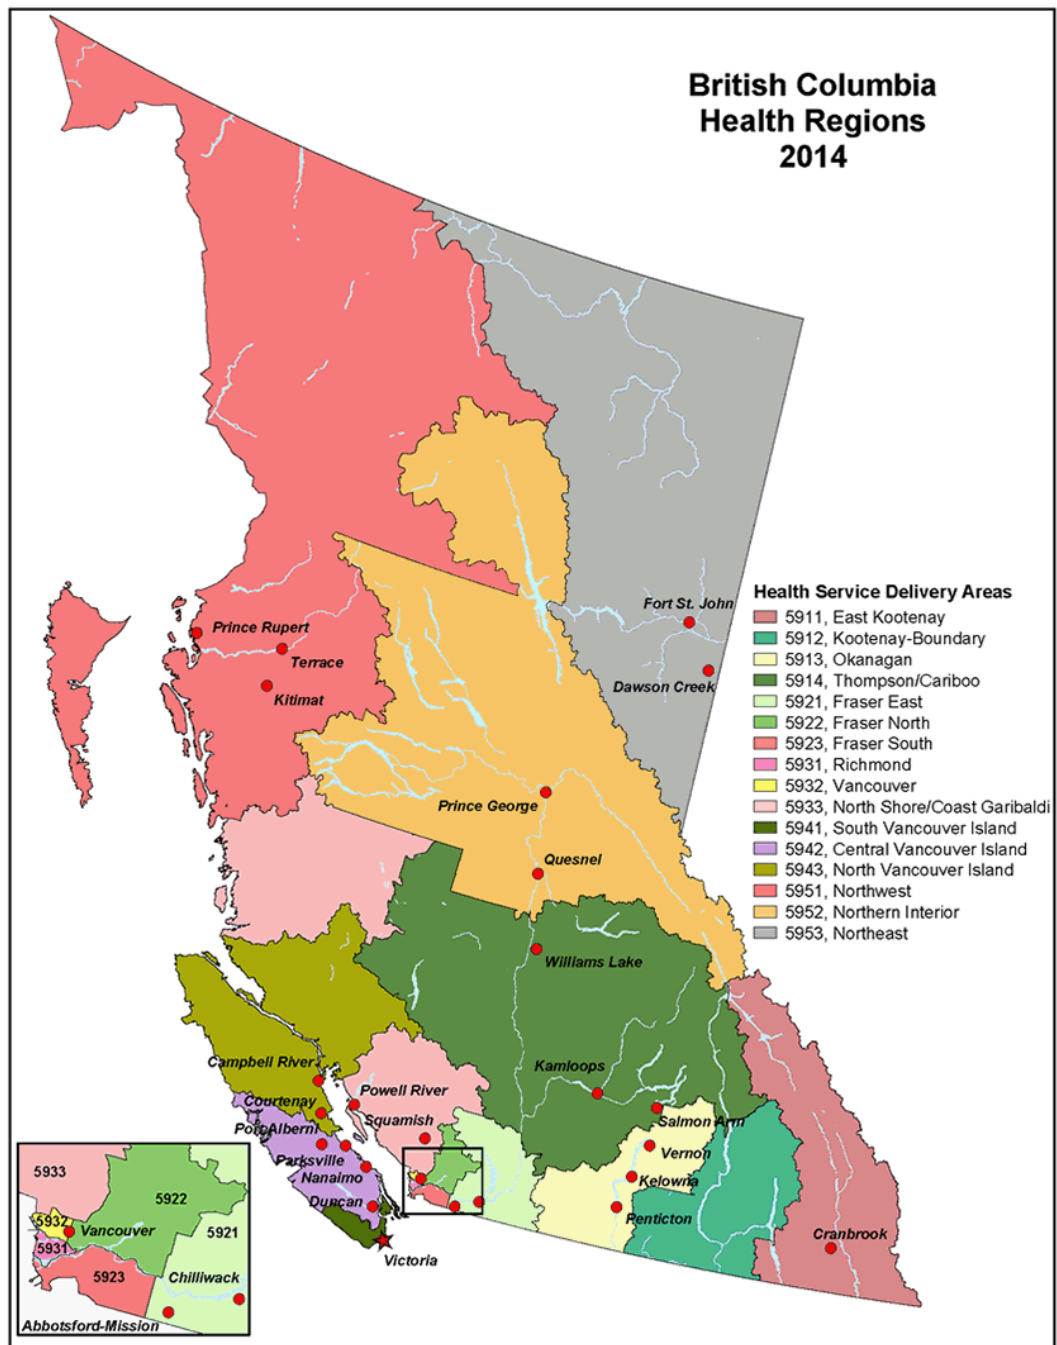 British Columbia
Health Regions
2014
Fort St. John
Dawson Creek
Prince Rupert
Terrace
Kitimat
Prince George
Quesnel
Williams Lake
Kamloops
Salmon Arm
Vernon
Kelowna
Penticton
Cranbrook
Campbell River
Courtenay
Port Alberni
Parksville
Nanaimo
Duncan
Victoria
Powell River
Squamish
Health Service Delivery Areas
5911, East Kootenay
5912, Kootenay-Boundary
5913, Okanagan
5914, Thompson/Cariboo
5921, Fraser East
5922, Fraser North
5923, Fraser South
5931, Richmond
5932, Vancouver
5933, North Shore/Coast Garibaldi
5941, South Vancouver Island
5942, Central Vancouver Island
5943, North Vancouver Island
5951, Northwest
5952, Northern Interior
5953, Northeast
5933
5922
5932
Vancouver
5921
5931
5923
Chilliwack
Abbotsford-Mission